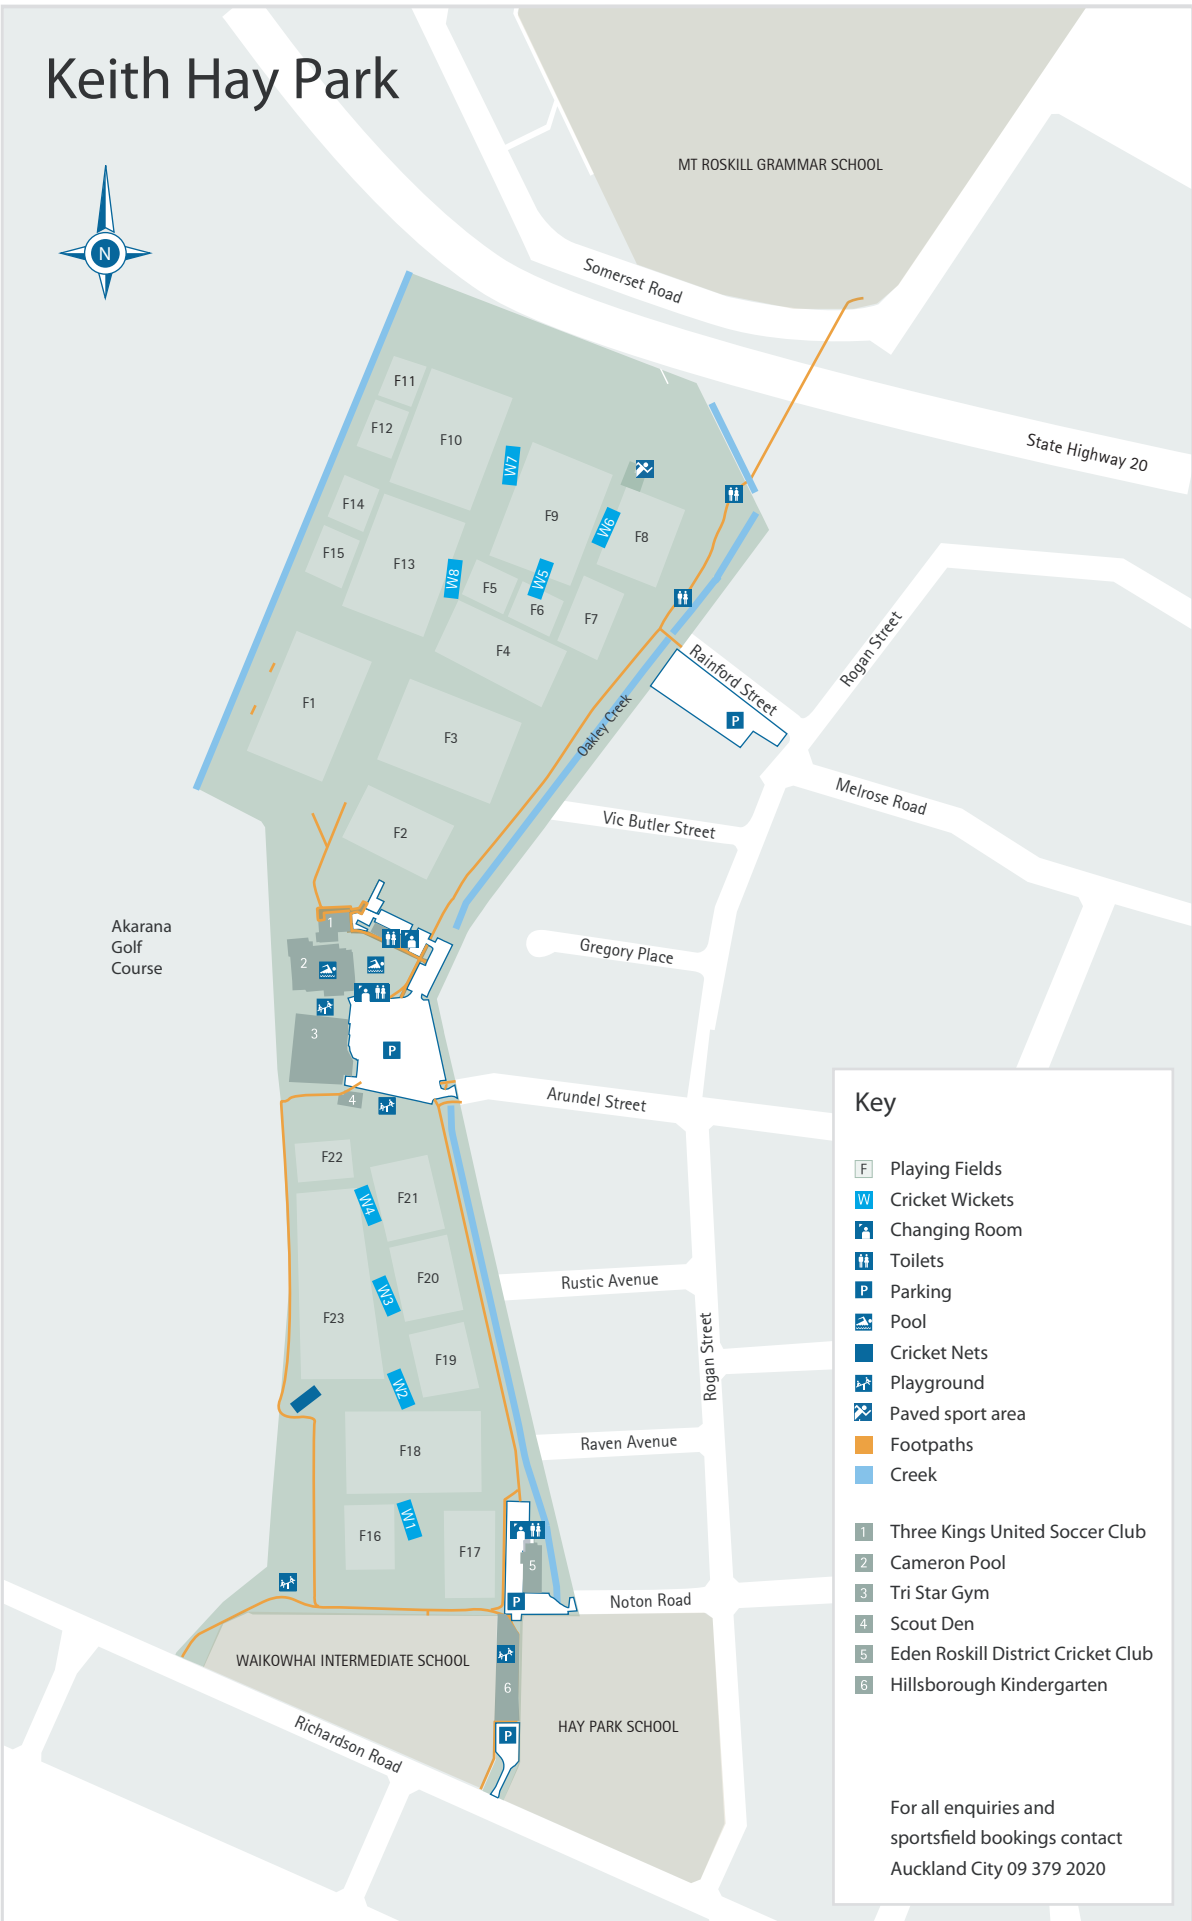 Keith Hay Park
MT ROSKILL GRAMMAR SCHOOL
N
Somerset Road
State Highway 20
F11
F12
F10
W7
F14
F9
W6
F8
F15
F13
W8
F5
W5
F6
F7
F4
Rainford Street
Rogan Street
P
F1
F3
Oakley Creek
Melrose Road
F2
Vic Butler Street
Akarana
Golf
Course
1
2
Gregory Place
3
P
4
Arundel Street
F22
F21
W4
F20
W3
F23
Rustic Avenue
F19
W2
Rogan Street
F18
Raven Avenue
W1
F16
F17
5
P
Noton Road
WAIKOWHAI INTERMEDIATE SCHOOL
6
HAY PARK SCHOOL
P
Richardson Road
Key
F Playing Fields
W Cricket Wickets
Changing Room
Toilets
P Parking
Pool
Cricket Nets
Playground
Paved sport area
Footpaths
Creek
1 Three Kings United Soccer Club
2 Cameron Pool
3 Tri Star Gym
4 Scout Den
5 Eden Roskill District Cricket Club
6 Hillsborough Kindergarten
For all enquiries and
sportsfield bookings contact
Auckland City 09 379 2020